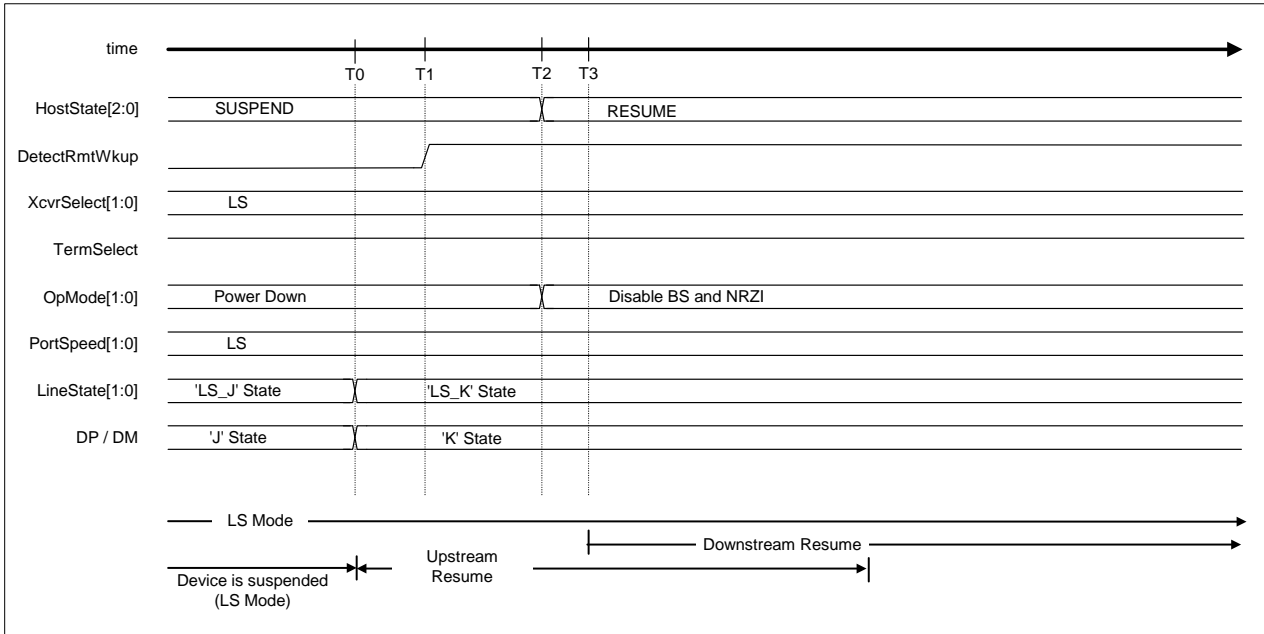 time
T0 T1 T2 T3
HostState[2:0] SUSPEND RESUME
DetectRmtWkup
XcvrSelect[1:0] LS
TermSelect
OpMode[1:0] Power Down Disable BS and NRZI
PortSpeed[1:0] LS
LineState[1:0] 'LS_J' State 'LS_K' State
DP / DM 'J' State 'K' State
LS Mode
Downstream Resume
Upstream
Resume
Device is suspended
(LS Mode)